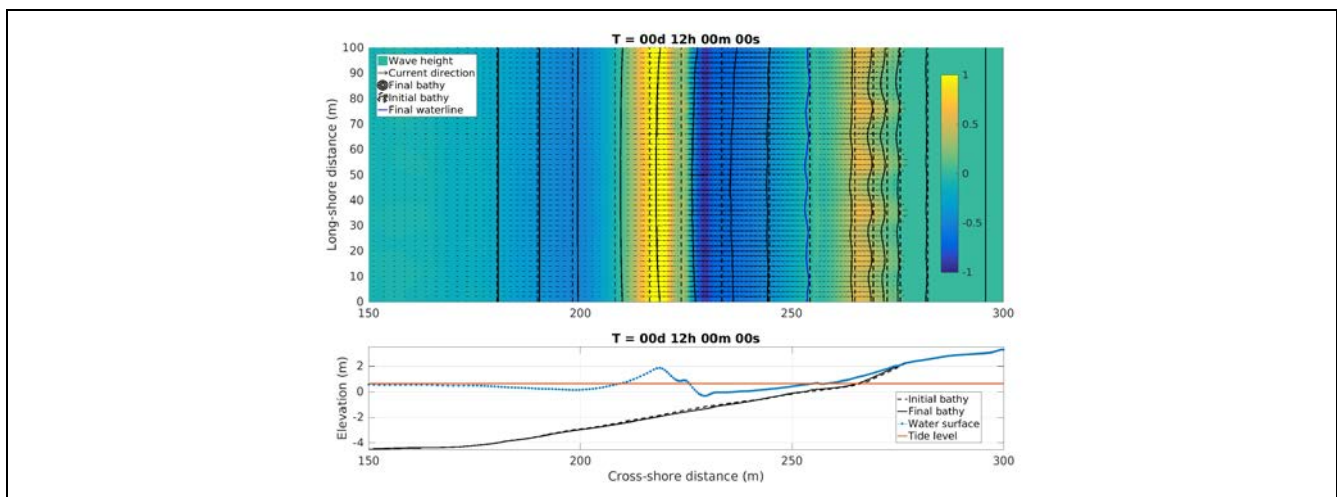 T = 00d 12h 00m 00s
Long-shore distance (m)
100
90
80
70
60
50
40
30
20
10
0
Wave height
Current direction
Final bathy
Initial bathy
Final waterline
1
0.5
0
-0.5
-1
150
200
250
300
T = 00d 12h 00m 00s
Elevation (m)
2
0
-2
-4
Initial bathy
Final bathy
Water surface
Tide level
150
200
250
300
Cross-shore distance (m)